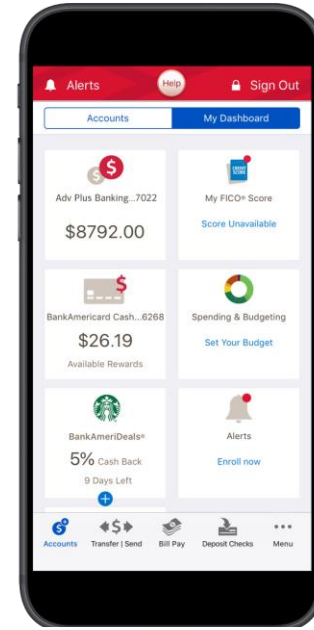 Alerts
Help
Sign Out
Accounts
My Dashboard
$
$
Adv Plus Banking...7022
$8792.00
My FICO® Score
Score Unavailable
$
BankAmericard Cash...6268
$26.19
Available Rewards
Spending & Budgeting
Set Your Budget
BankAmeriDeals®
5% Cash Back
9 Days Left
Alerts
Enroll now
Accounts
Transfer | Send
Bill Pay
Deposit Checks
Menu